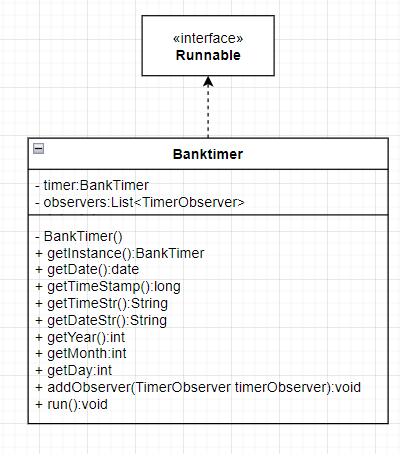 «interface»
Runnable
Banktimer
- timer:BankTimer
- observers:List<TimerObserver>
- BankTimer()
+ getInstance():BankTimer
+ getDate():date
+ getTimeStamp():long
+ getTimeStr():String
+ getDateStr():String
+ getYear():int
+ getMonth:int
+ getDay:int
+ addObserver(TimerObserver timerObserver):void
+ run():void